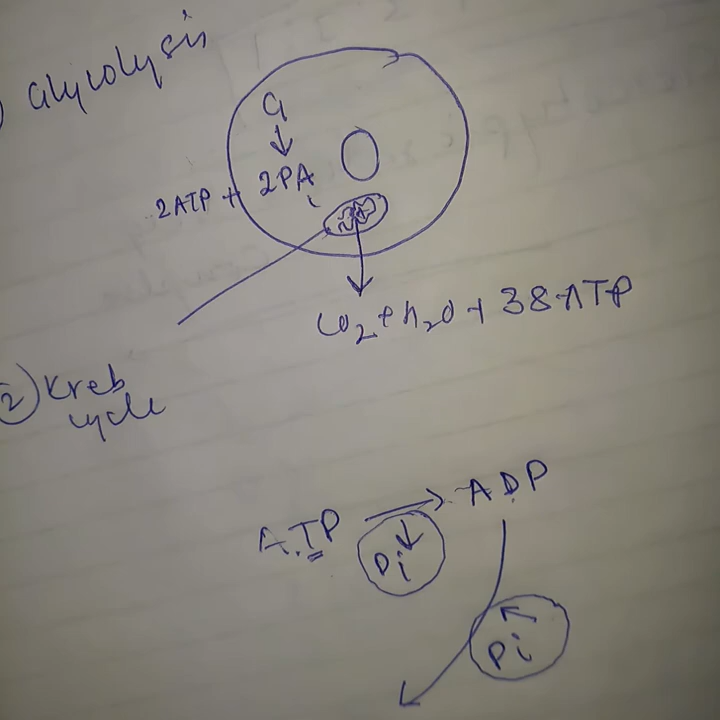 ) Glycolysis
G
2ATP + 2PA
CO2 + H2O + 38 ATP
2) Kreb
cycle
ATP → ADP
Pi
Pi